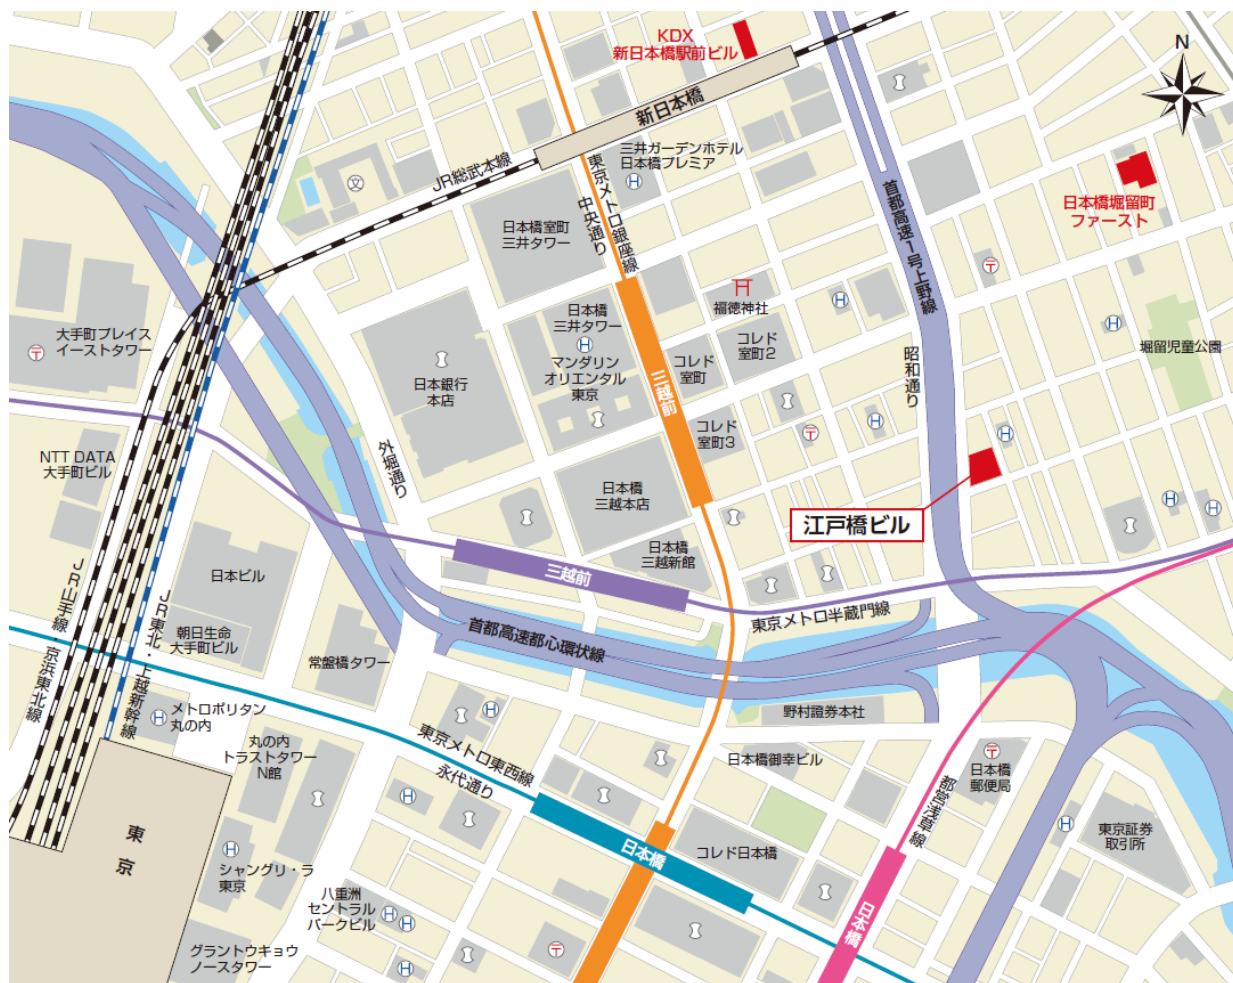 KDX
新日本橋駅前ビル
N
新日本橋
三井ガーデンホテル
日本橋プレミア
H
JR総武本線
文
東京メトロ銀座線
中央通り
日本橋室町
三井タワー
首都高速1号上野線
日本橋堀留町
ファースト
福徳神社
H
H
大手町プレイス
イーストタワー
日本橋
三井タワー
H
マンダリン
オリエンタル
東京
コレド
室町2
コレド
室町
三越前
昭和通り
堀留児童公園
日本銀行
本店
コレド
室町3
H
H
NTT DATA
大手町ビル
外堀通り
日本橋
三越本店
江戸橋ビル
H
H
日本橋
三越新館
三越前
日本ビル
東京メトロ半蔵門線
首都高速都心環状線
朝日生命
大手町ビル
常盤橋タワー
JR山手線・京浜東北線
JR東北・上越新幹線
H
メトロポリタン
丸の内
H
野村證券本社
丸の内
トラストタワー
N館
東京メトロ東西線
永代通り
日本橋御幸ビル
日本橋
郵便局
都営浅草線
H
H
東京証券
取引所
東京
日本橋
コレド日本橋
H
シャングリ・ラ
東京
八重洲
セントラル
パークビル
H
H
日本橋
グラントウキョウ
ノースタワー
H